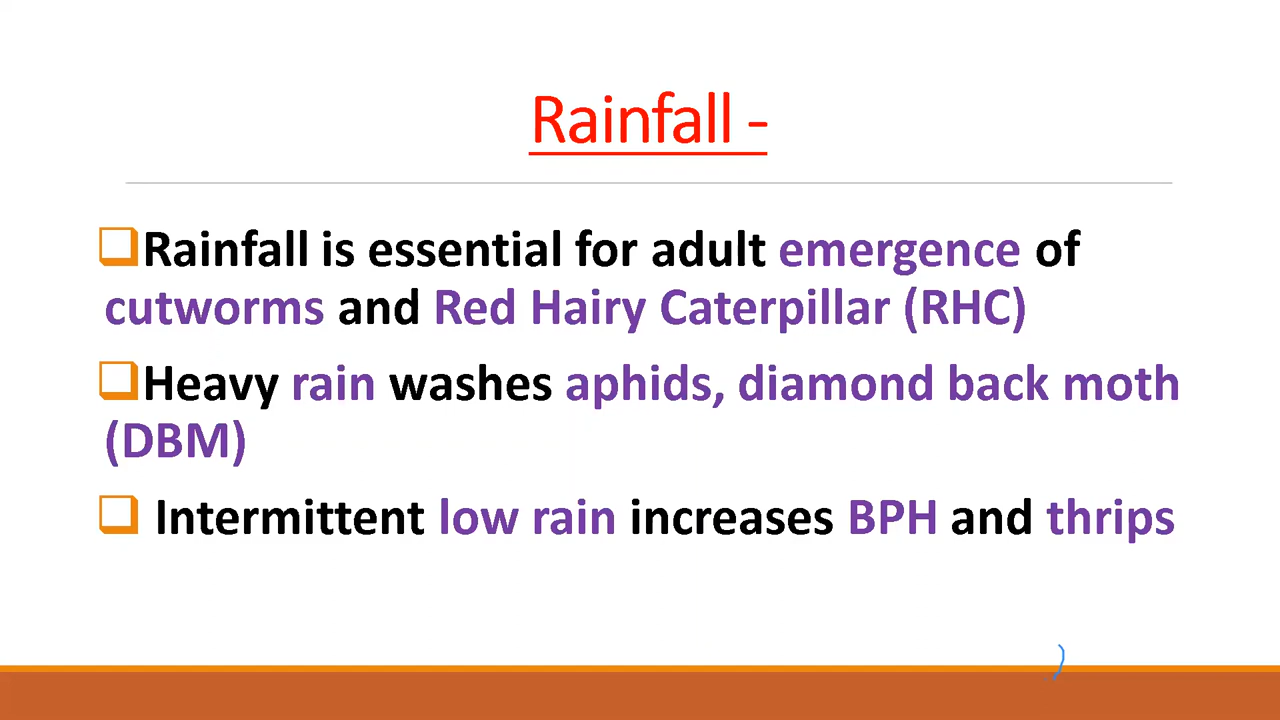 Rainfall -
❑Rainfall is essential for adult emergence of
cutworms and Red Hairy Caterpillar (RHC)
❑Heavy rain washes aphids, diamond back moth
(DBM)
❑ Intermittent low rain increases BPH and thrips